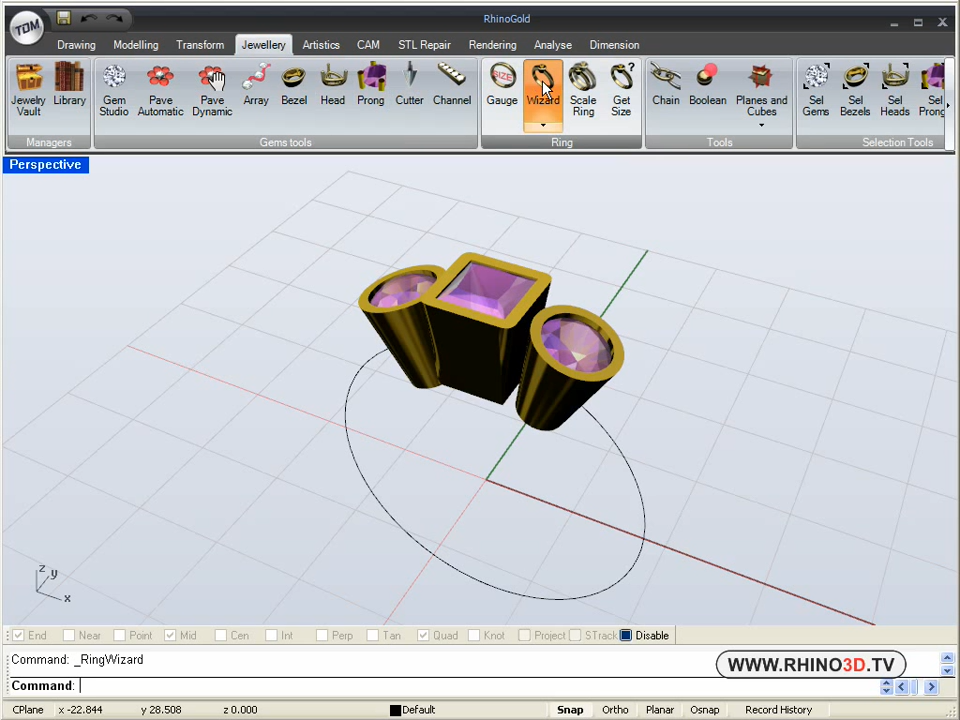 RhinoGold
TDM
Drawing Modelling Transform Jewellery Artistics CAM STL Repair Rendering Analyse Dimension
Jewelry Vault
Library
Gem Studio
Pave Automatic
Pave Dynamic
Array
Bezel
Head
Prong
Cutter
Channel
SIZE
Gauge
Wizard
Scale Ring
Get Size
Chain
Boolean
Planes and Cubes
Sel Gems
Sel Bezels
Sel Heads
Sel Prong
Managers Gems tools Ring Tools Selection Tools
Perspective
z y x
End Near Point Mid Cen Int Perp Tan Quad Knot Project STrack Disable
Command: _RingWizard
WWW.RHINO3D.TV
Command:
CPlane x -22.844 y 28.508 z 0.000 Default Snap Ortho Planar Osnap Record History